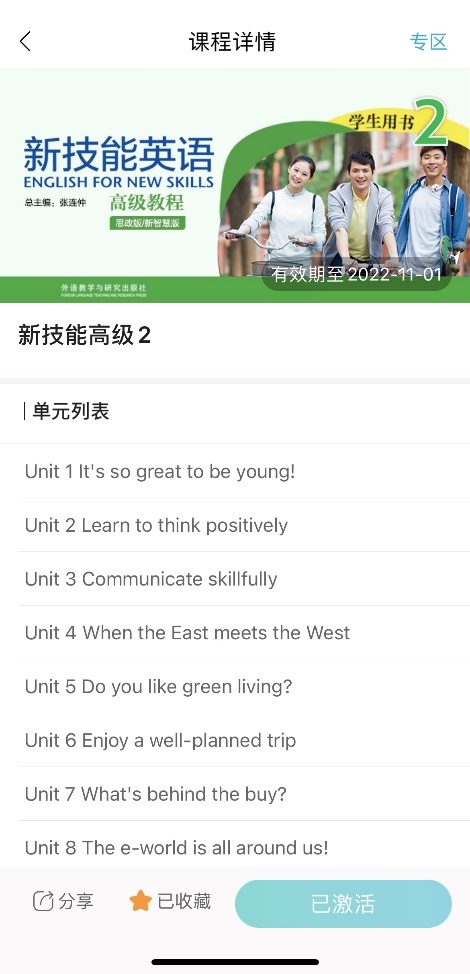 课程详情
专区
学生用书 2
新技能英语
ENGLISH FOR NEW SKILLS
总主编：张连仲
高级教程
思政版/新智慧版
有效期至2022-11-01
外语教学与研究出版社
FOREIGN LANGUAGE TEACHING AND RESEARCH PRESS
新技能高级2
单元列表
Unit 1 It's so great to be young!
Unit 2 Learn to think positively
Unit 3 Communicate skillfully
Unit 4 When the East meets the West
Unit 5 Do you like green living?
Unit 6 Enjoy a well-planned trip
Unit 7 What's behind the buy?
Unit 8 The e-world is all around us!
分享
已收藏
已激活